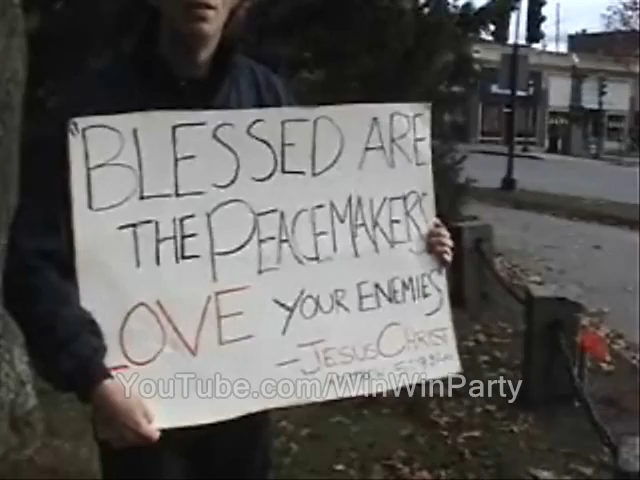 "BLESSED ARE
THE PEACEMAKERS
LOVE YOUR ENEMIES"
- JESUS CHRIST
YouTube.com/WinWinParty